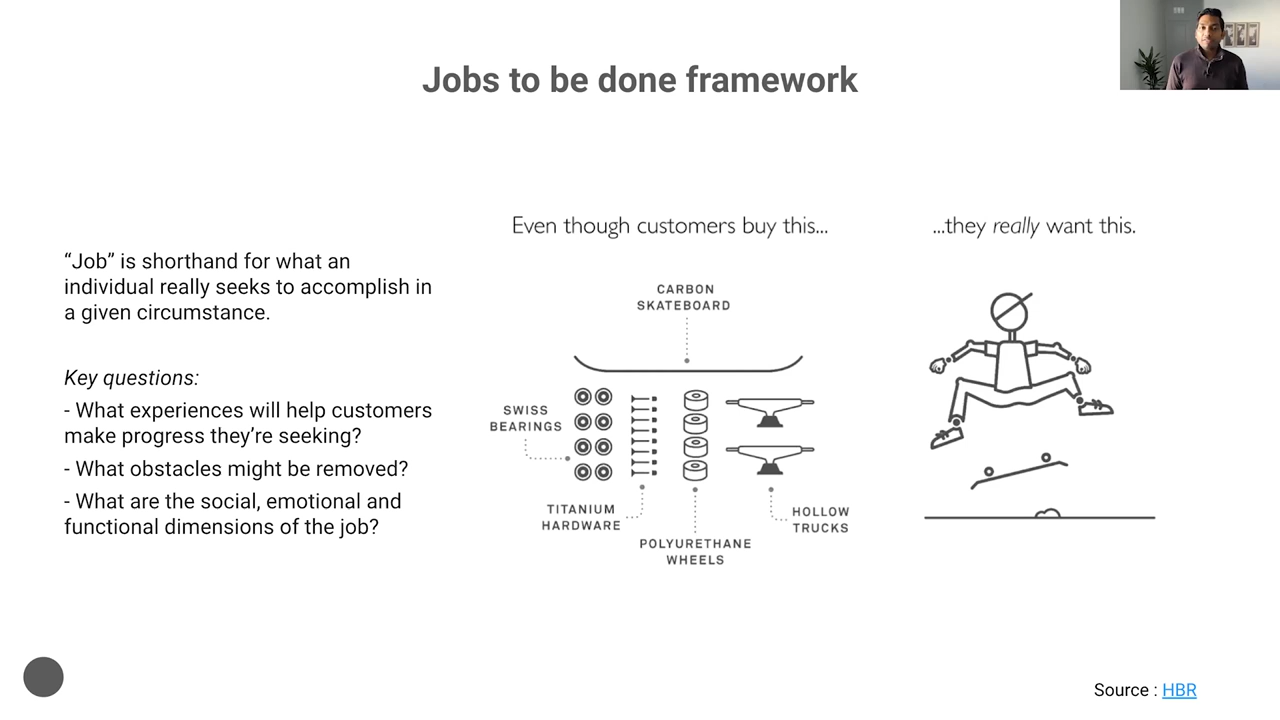 Jobs to be done framework
“Job” is shorthand for what an
individual really seeks to accomplish in
a given circumstance.
Key questions:
- What experiences will help customers
make progress they’re seeking?
- What obstacles might be removed?
- What are the social, emotional and
functional dimensions of the job?
Even though customers buy this...
CARBON
SKATEBOARD
SWISS
BEARINGS
TITANIUM
HARDWARE
POLYURETHANE
WHEELS
HOLLOW
TRUCKS
...they really want this.
Source : HBR